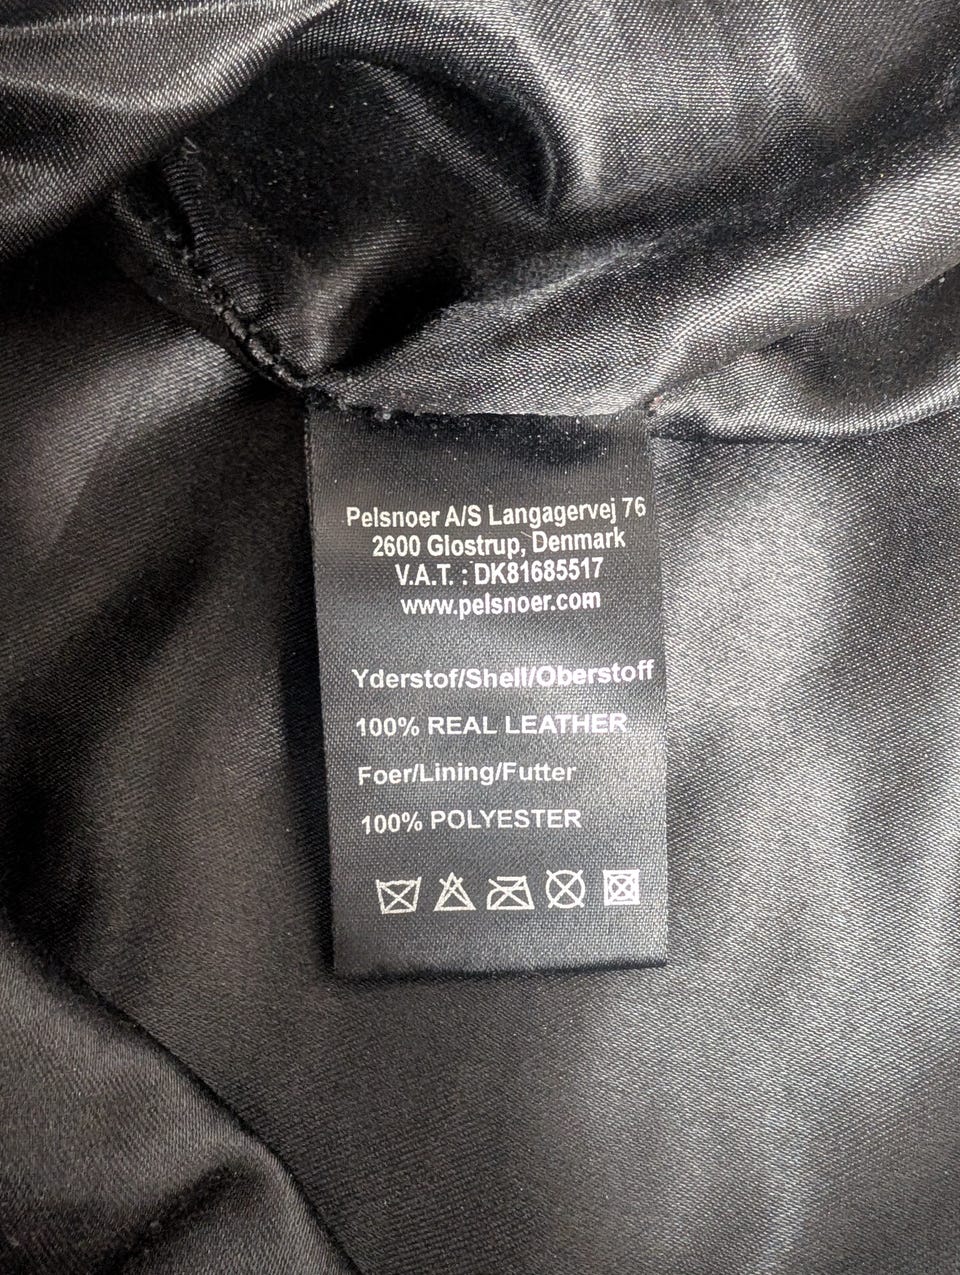 Pelsnoer A/S Langagervej 76
2600 Glostrup, Denmark
V.A.T. : DK81685517
www.pelsnoer.com
Yderstof/Shell/Oberstoff
100% REAL LEATHER
Foer/Lining/Futter
100% POLYESTER